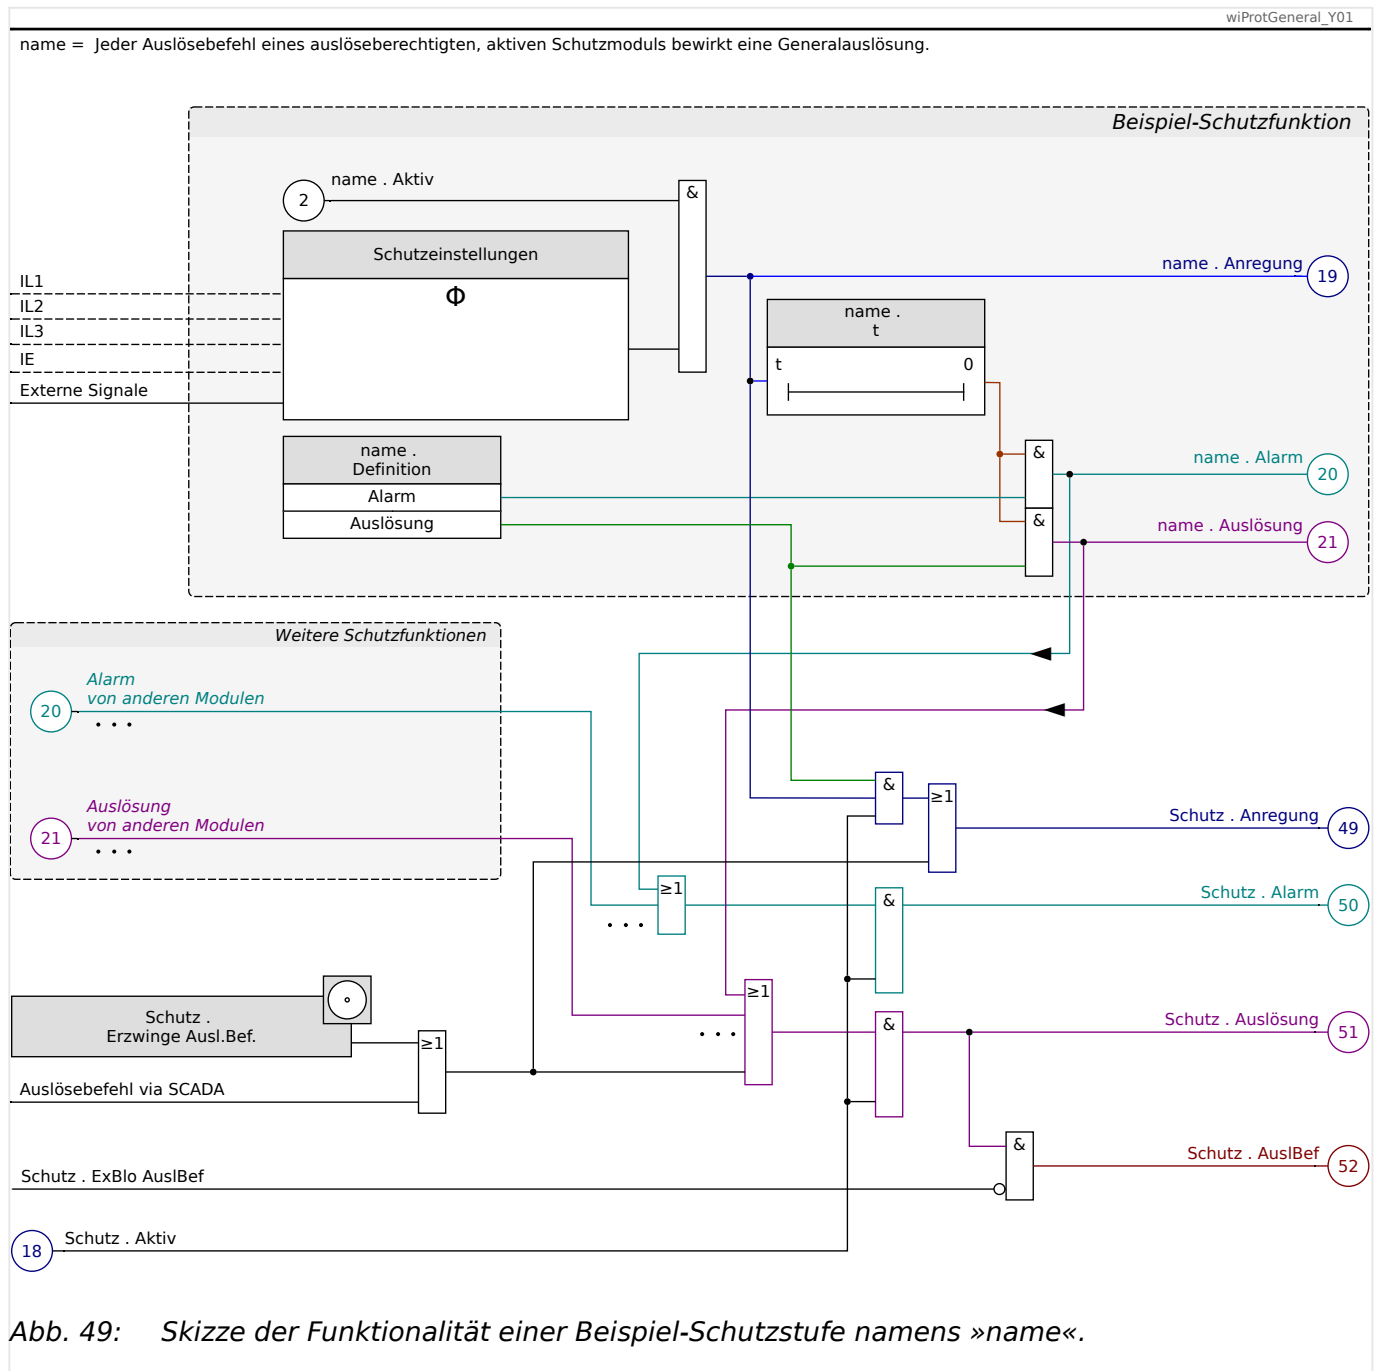 wiProtGeneral_Y01
name = Jeder Auslösebefehl eines auslöseberechtigten, aktiven Schutzmoduls bewirkt eine Generalauslösung.
Beispiel-Schutzfunktion
name . Aktiv
2
&
Schutzeinstellungen
Φ
IL1
IL2
IL3
IE
Externe Signale
name . Anregung
19
name .
t
t 0
name .
Definition
Alarm
Auslösung
&
name . Alarm
20
&
name . Auslösung
21
Weitere Schutzfunktionen
Alarm
von anderen Modulen
20
• • •
Auslösung
von anderen Modulen
21
• • •
&
≥1
Schutz . Anregung
49
≥1
• • •
&
Schutz . Alarm
50
Schutz .
Erzwinge Ausl.Bef.
≥1
Auslösebefehl via SCADA
≥1
• • •
&
Schutz . Auslösung
51
Schutz . ExBlo AuslBef
&
Schutz . AuslBef
52
Schutz . Aktiv
18
Abb. 49: Skizze der Funktionalität einer Beispiel-Schutzstufe namens »name«.